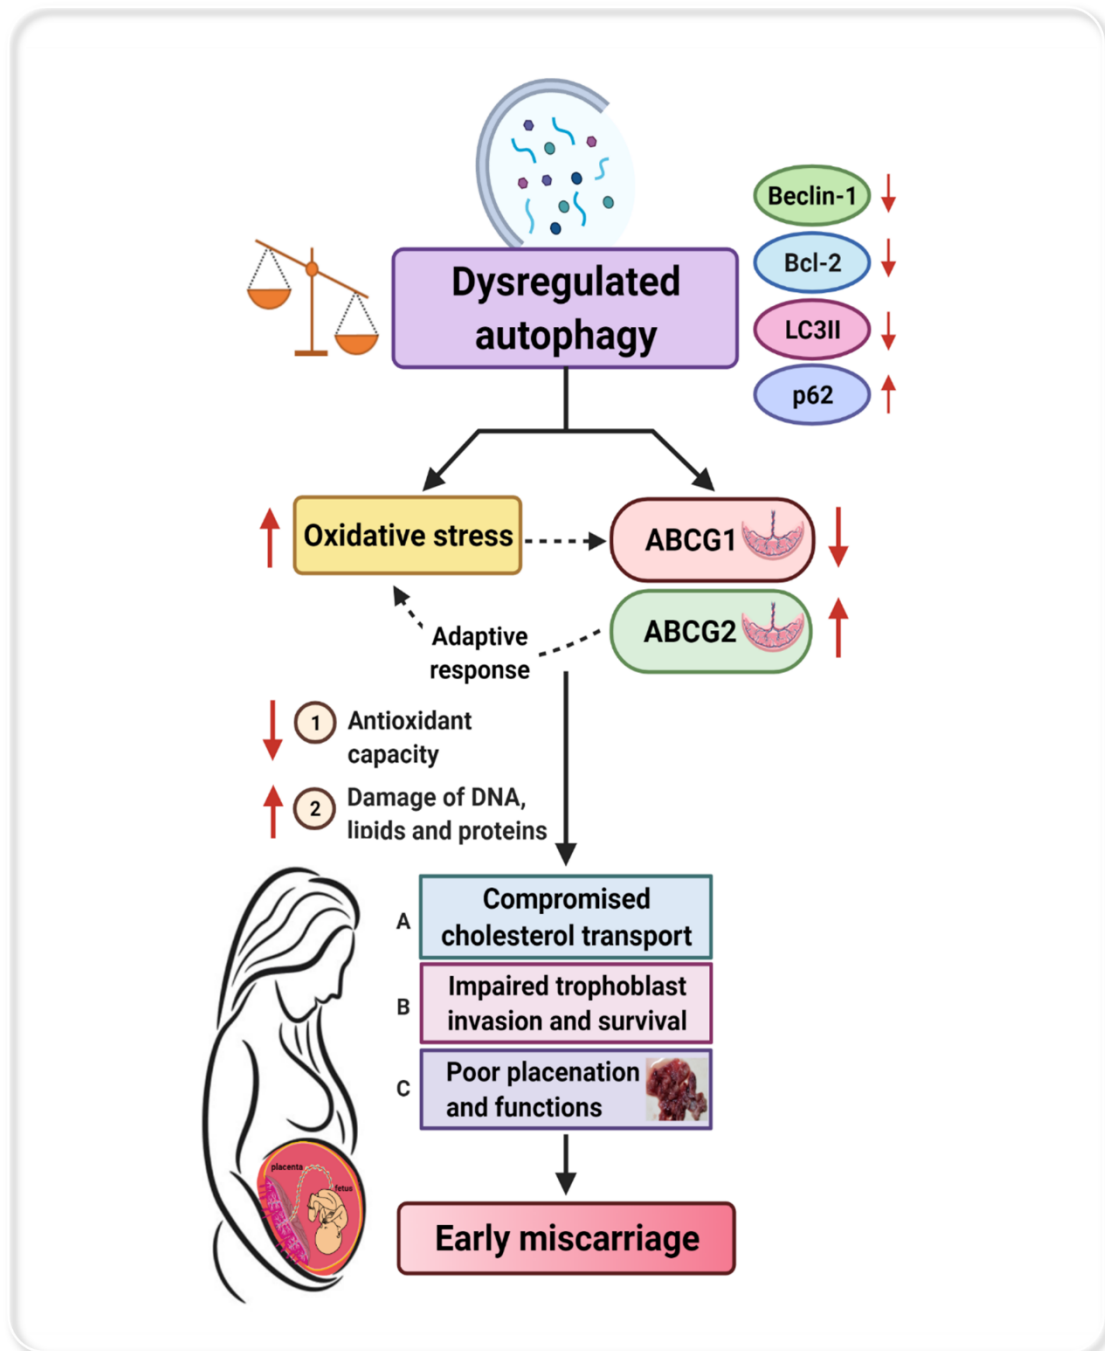 Dysregulated
autophagy
Beclin-1
Bcl-2
LC3II
p62
Oxidative stress
ABCG1
ABCG2
Adaptive
response
1 Antioxidant
capacity
2 Damage of DNA,
lipids and proteins
A
Compromised
cholesterol transport
B
Impaired trophoblast
invasion and survival
C
Poor placenation
and functions
placenta
fetus
Early miscarriage